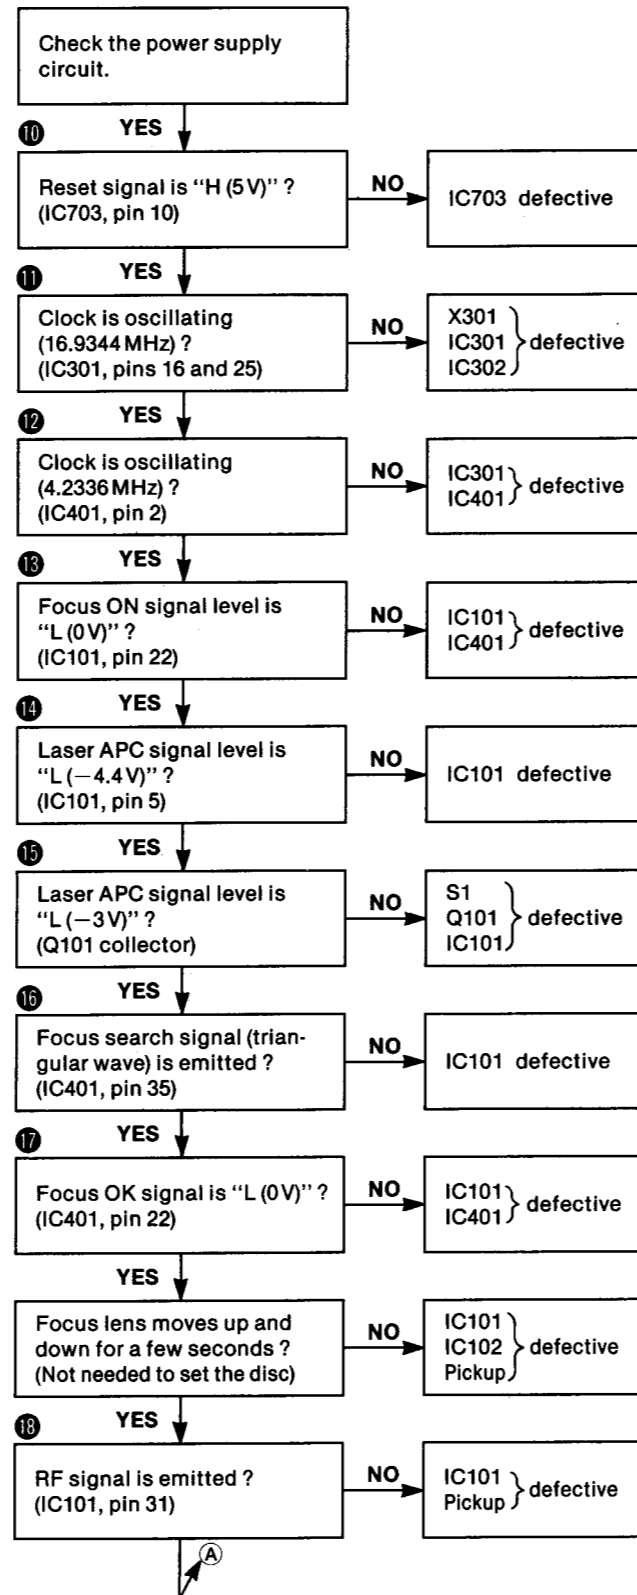 Check the power supply
circuit.
YES
10
Reset signal is “H (5 V)” ?
(IC703, pin 10)
NO
IC703 defective
YES
11
Clock is oscillating
(16.9344 MHz) ?
(IC301, pins 16 and 25)
NO
X301
IC301
IC302
defective
YES
12
Clock is oscillating
(4.2336 MHz) ?
(IC401, pin 2)
NO
IC301
IC401
defective
YES
13
Focus ON signal level is
“L (0 V)” ?
(IC101, pin 22)
NO
IC101
IC401
defective
YES
14
Laser APC signal level is
“L (−4.4 V)” ?
(IC101, pin 5)
NO
IC101 defective
YES
15
Laser APC signal level is
“L (−3 V)” ?
(Q101 collector)
NO
S1
Q101
IC101
defective
YES
16
Focus search signal (trian-
gular wave) is emitted ?
(IC401, pin 35)
NO
IC101 defective
YES
17
Focus OK signal is “L (0 V)” ?
(IC401, pin 22)
NO
IC101
IC401
defective
YES
Focus lens moves up and
down for a few seconds ?
(Not needed to set the disc)
NO
IC101
IC102
Pickup
defective
YES
18
RF signal is emitted ?
(IC101, pin 31)
NO
IC101
Pickup
defective
A